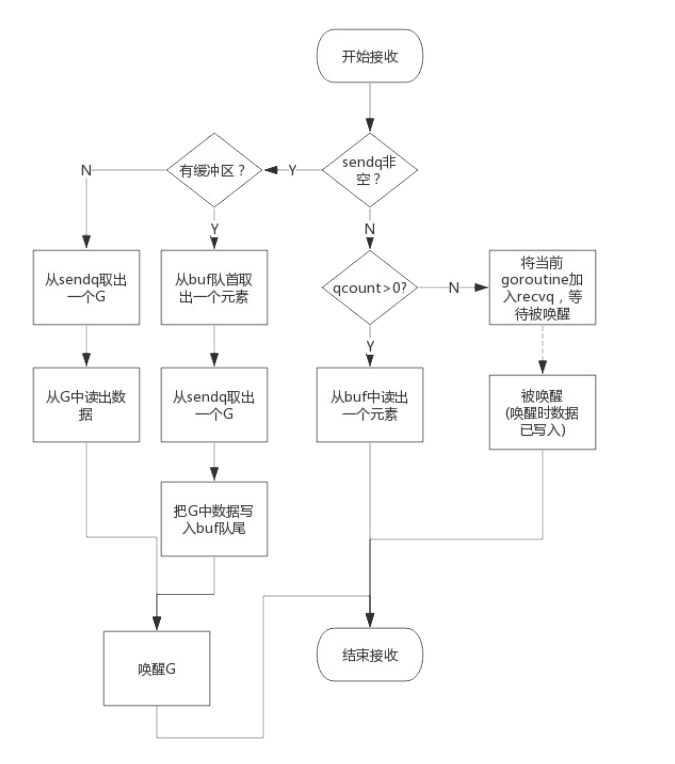 开始接收
sendq非
空？
Y
有缓冲区？
N
Y
N
从sendq取出
一个G
从buf队首取
出一个元素
qcount>0?
N
将当前
goroutine加
入recvq，等
待被唤醒
Y
从G中读出数
据
从sendq取出
一个G
从buf中读出
一个元素
被唤醒
(唤醒时数据
已写入)
把G中数据写
入buf队尾
唤醒G
结束接收